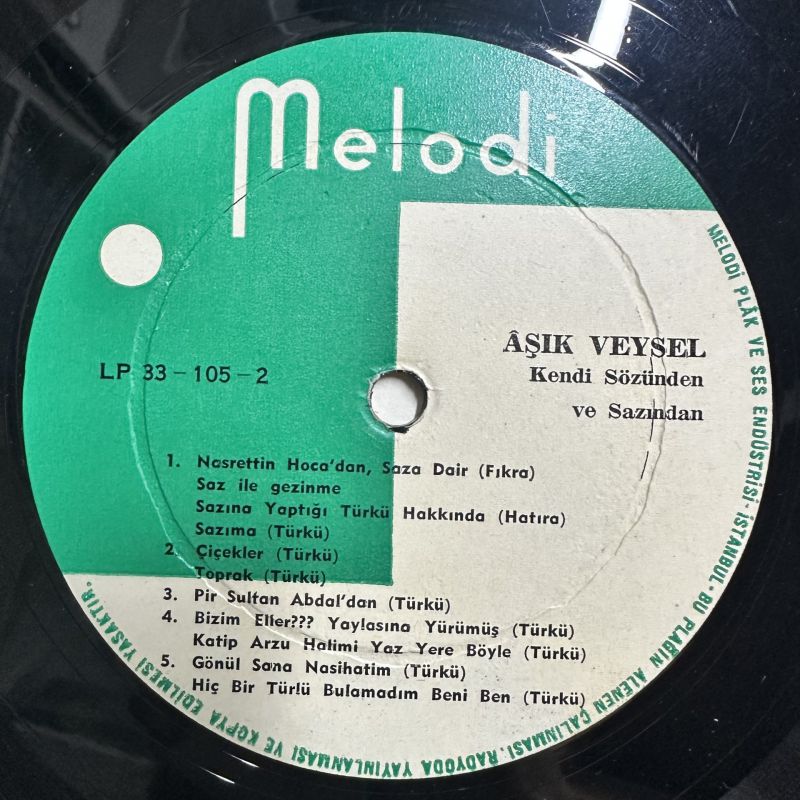 Melodi
ÂŞIK VEYSEL
Kendi Sözünden
ve Sazından
LP 33-105-2
1. Nasrettin Hoca'dan, Saza Dair (Fıkra)
Saz ile gezinme
Sazına Yaptığı Türkü Hakkında (Hatıra)
Sazıma (Türkü)
2. Çiçekler (Türkü)
Toprak (Türkü)
3. Pir Sultan Abdal'dan (Türkü)
4. Bizim Eller??? Yaylasına Yürümüş (Türkü)
Katip Arzu Halimi Yaz Yere Böyle (Türkü)
5. Gönül Sana Nasihatim (Türkü)
Hiç Bir Türlü Bulamadım Beni Ben (Türkü)
MELODİ PLÂK VE SES ENDÜSTRİSİ-İSTANBUL-BU PLAĞIN ALENEN ÇALINMASI, RADYODA YAYINLANMASI VE KOPYA EDİLMESİ YASAKTIR.